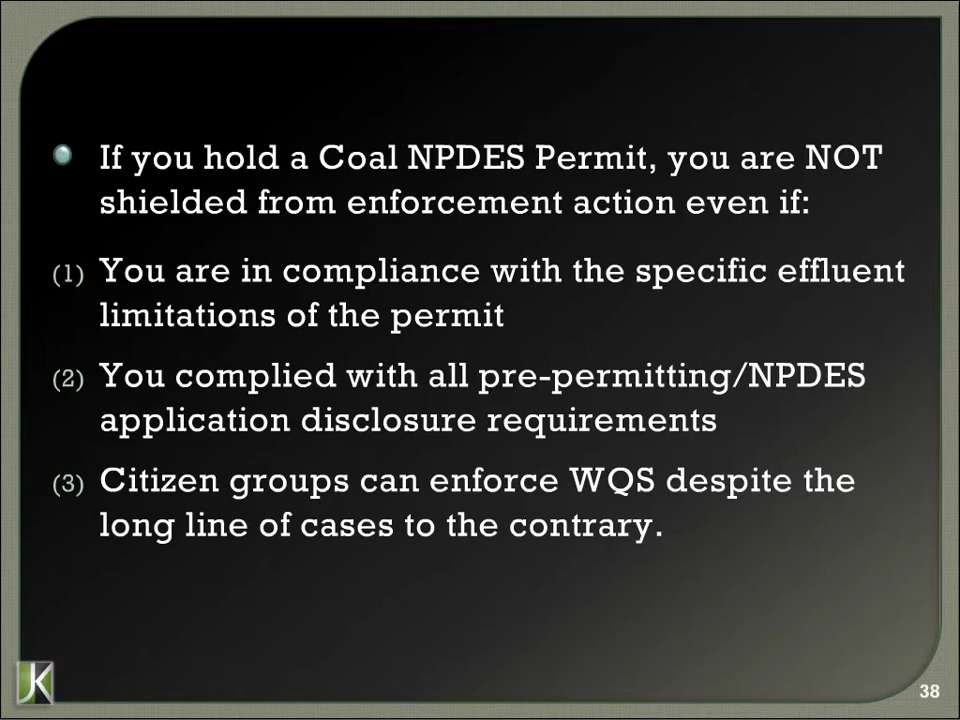 If you hold a Coal NPDES Permit, you are NOT
shielded from enforcement action even if:
(1) You are in compliance with the specific effluent
limitations of the permit
(2) You complied with all pre-permitting/NPDES
application disclosure requirements
(3) Citizen groups can enforce WQS despite the
long line of cases to the contrary.
JK
38